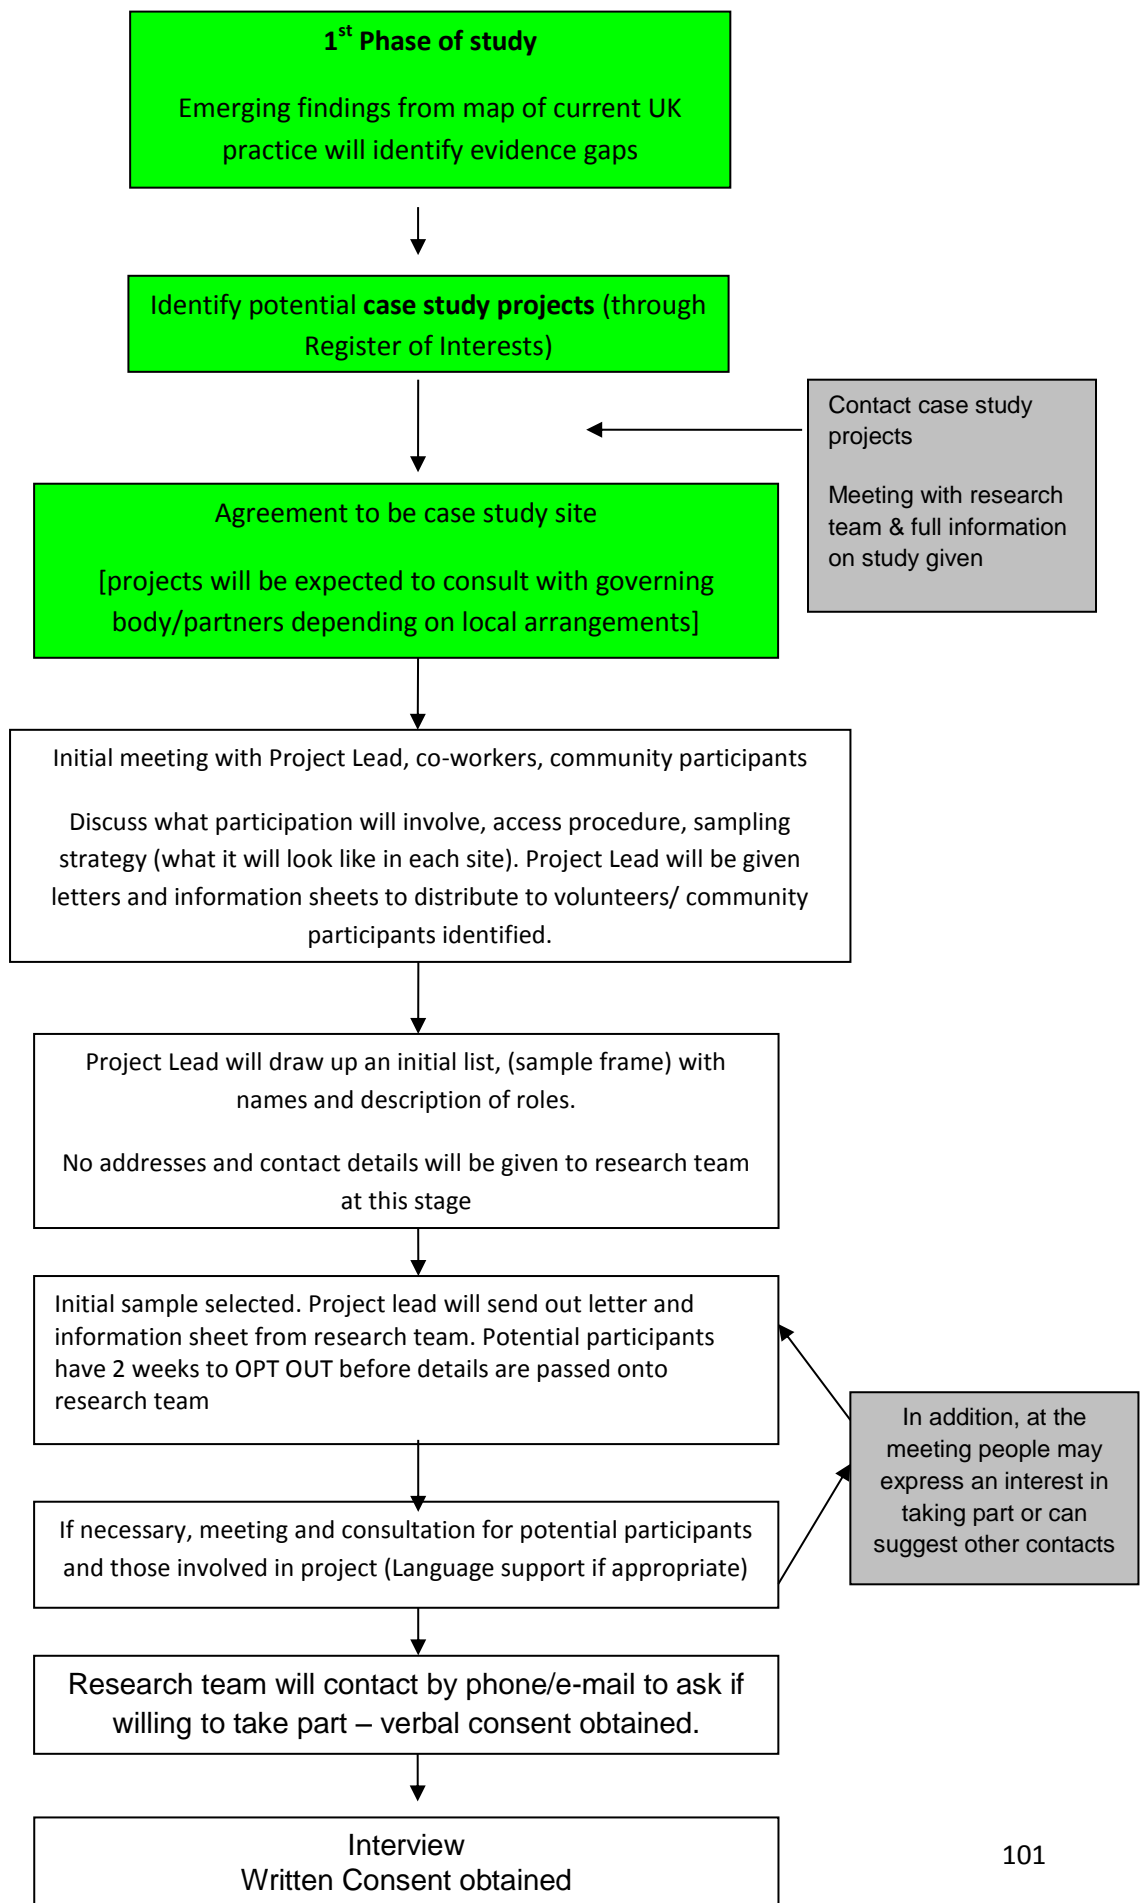 1st Phase of study
Emerging findings from map of current UK
practice will identify evidence gaps
Identify potential case study projects (through
Register of Interests)
Contact case study
projects
Meeting with research
team & full information
on study given
Agreement to be case study site
[projects will be expected to consult with governing
body/partners depending on local arrangements]
Initial meeting with Project Lead, co-workers, community participants
Discuss what participation will involve, access procedure, sampling
strategy (what it will look like in each site). Project Lead will be given
letters and information sheets to distribute to volunteers/ community
participants identified.
Project Lead will draw up an initial list, (sample frame) with
names and description of roles.
No addresses and contact details will be given to research team
at this stage
Initial sample selected. Project lead will send out letter and
information sheet from research team. Potential participants
have 2 weeks to OPT OUT before details are passed onto
research team
In addition, at the
meeting people may
express an interest in
taking part or can
suggest other contacts
If necessary, meeting and consultation for potential participants
and those involved in project (Language support if appropriate)
Research team will contact by phone/e-mail to ask if
willing to take part – verbal consent obtained.
Interview
Written Consent obtained
101